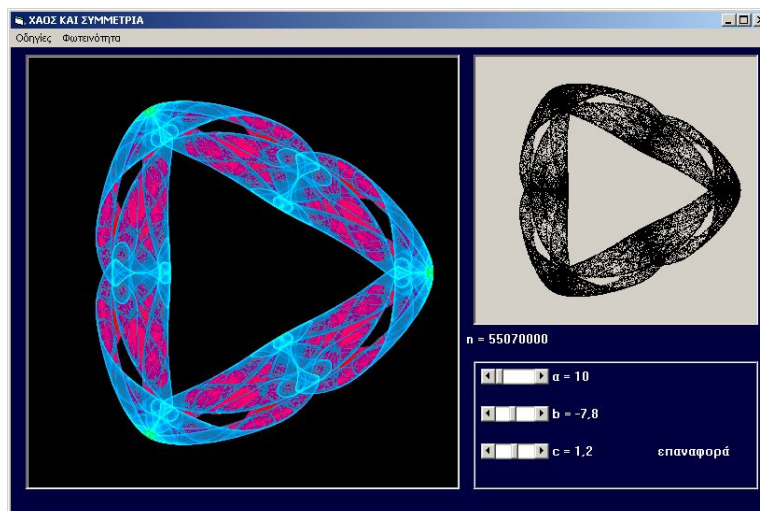 ΧΑΟΣ ΚΑΙ ΣΥΜΜΕΤΡΙΑ
Οδηγίες Φωτεινότητα
n = 55070000
α = 10
b = -7,8
c = 1,2 επαναφορά